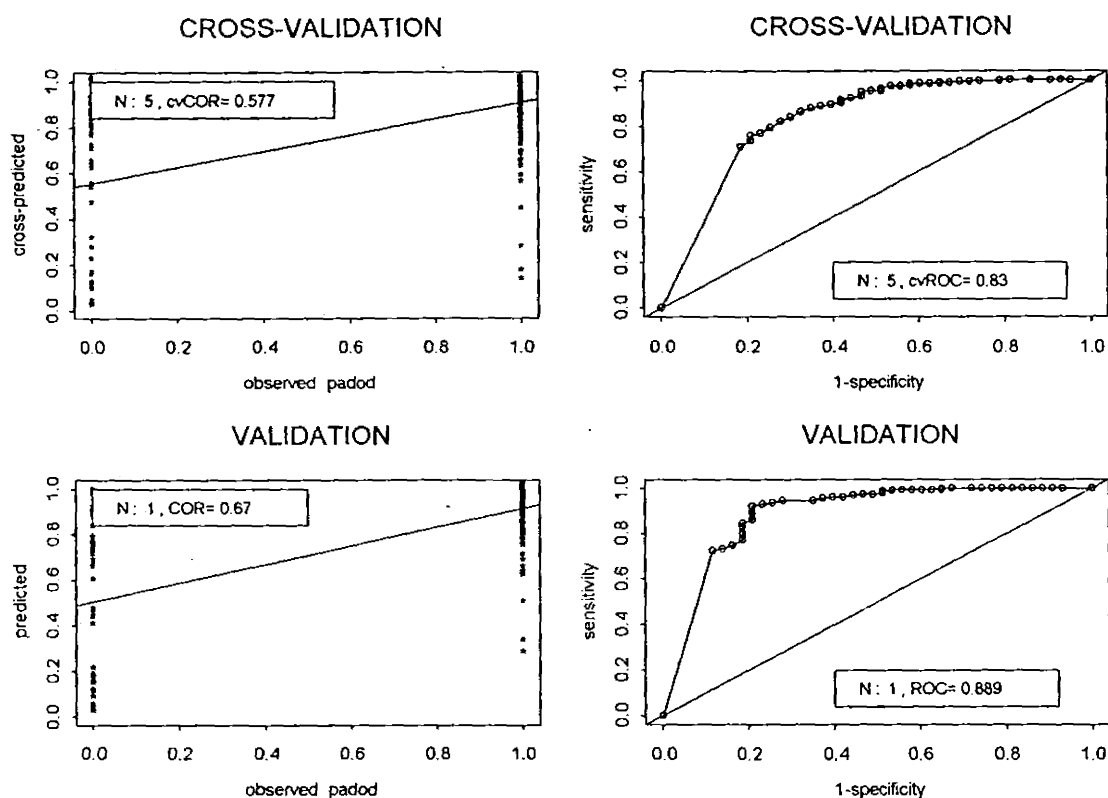 CROSS-VALIDATION
N : 5 , cvCOR= 0.577
cross-predicted
0.0 0.2 0.4 0.6 0.8 1.0
0.0 0.2 0.4 0.6 0.8 1.0
observed padod
CROSS-VALIDATION
N : 5 , cvROC= 0.83
sensitivity
0.0 0.2 0.4 0.6 0.8 1.0
0.0 0.2 0.4 0.6 0.8 1.0
1-specificity
VALIDATION
N : 1 , COR= 0.67
predicted
0.0 0.2 0.4 0.6 0.8 1.0
0.0 0.2 0.4 0.6 0.8 1.0
observed padod
VALIDATION
N : 1 , ROC= 0.889
sensitivity
0.0 0.2 0.4 0.6 0.8 1.0
0.0 0.2 0.4 0.6 0.8 1.0
1-specificity